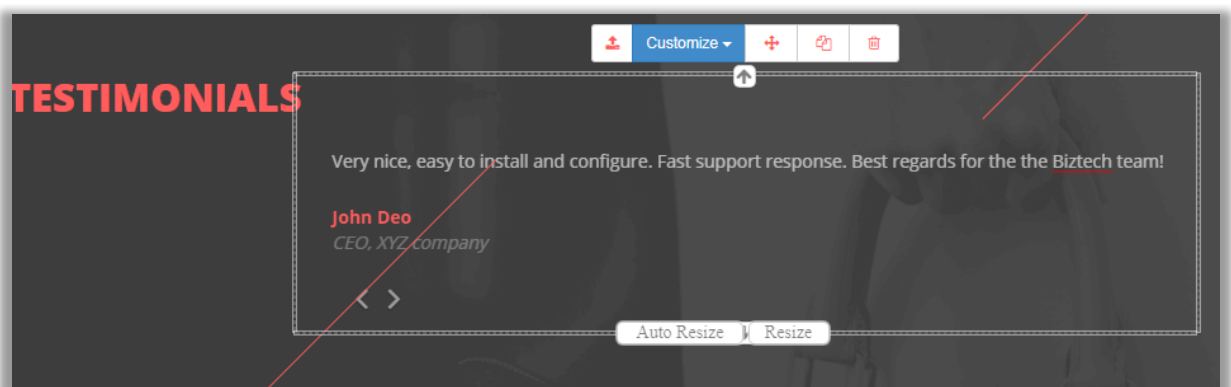 Customize
TESTIMONIALS
Very nice, easy to install and configure. Fast support response. Best regards for the the Biztech team!
John Deo
CEO, XYZ company
Auto Resize
Resize